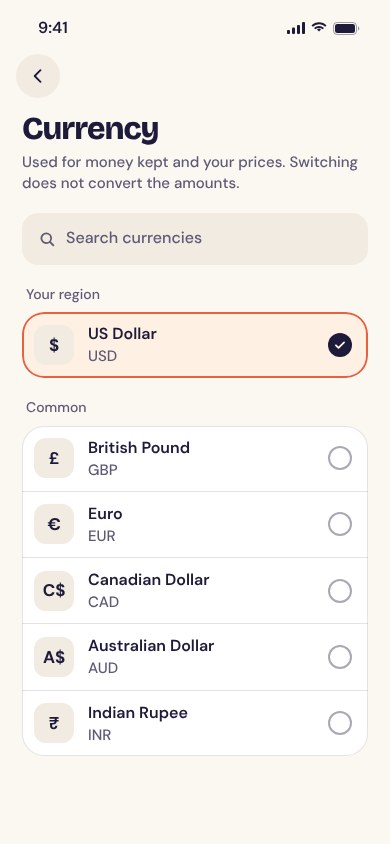 9:41
Currency
Used for money kept and your prices. Switching
does not convert the amounts.
Search currencies
Your region
$
US Dollar
USD
Common
£
British Pound
GBP
€
Euro
EUR
C$
Canadian Dollar
CAD
A$
Australian Dollar
AUD
₹
Indian Rupee
INR